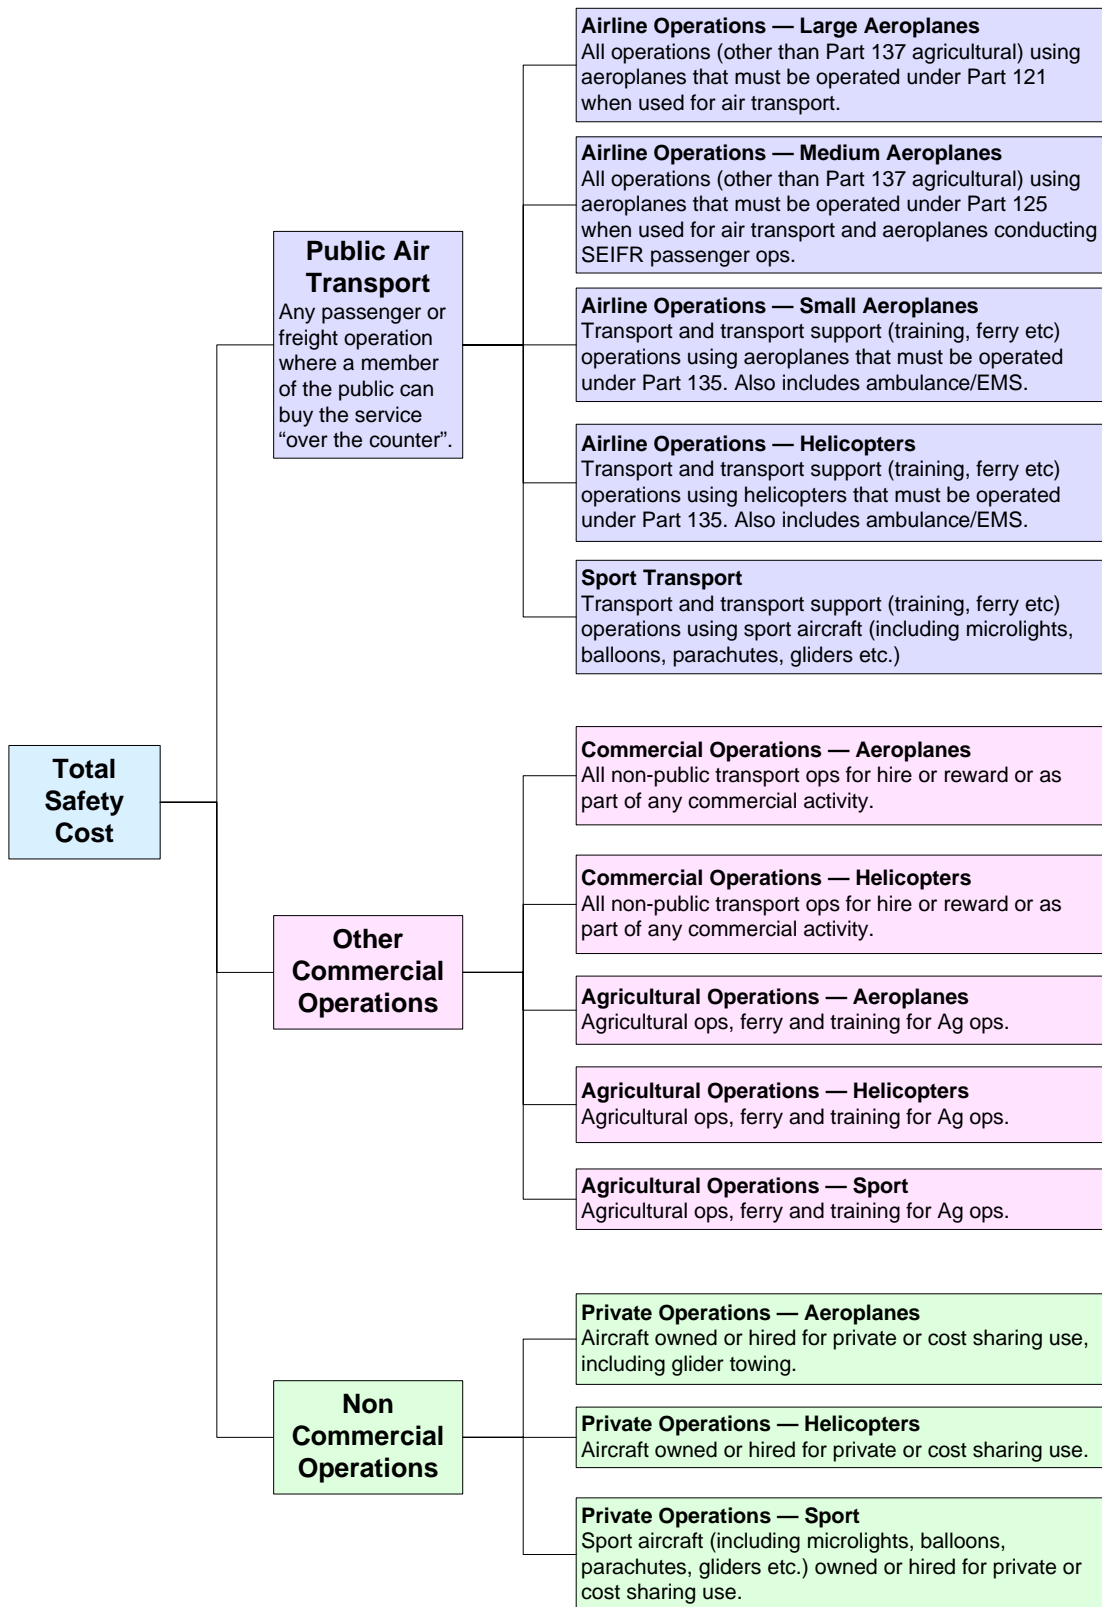 Total
Safety
Cost
Public Air
Transport
Any passenger or
freight operation
where a member
of the public can
buy the service
“over the counter”.
Airline Operations — Large Aeroplanes
All operations (other than Part 137 agricultural) using
aeroplanes that must be operated under Part 121
when used for air transport.
Airline Operations — Medium Aeroplanes
All operations (other than Part 137 agricultural) using
aeroplanes that must be operated under Part 125
when used for air transport and aeroplanes conducting
SEIFR passenger ops.
Airline Operations — Small Aeroplanes
Transport and transport support (training, ferry etc)
operations using aeroplanes that must be operated
under Part 135. Also includes ambulance/EMS.
Airline Operations — Helicopters
Transport and transport support (training, ferry etc)
operations using helicopters that must be operated
under Part 135. Also includes ambulance/EMS.
Sport Transport
Transport and transport support (training, ferry etc)
operations using sport aircraft (including microlights,
balloons, parachutes, gliders etc.)
Other
Commercial
Operations
Commercial Operations — Aeroplanes
All non-public transport ops for hire or reward or as
part of any commercial activity.
Commercial Operations — Helicopters
All non-public transport ops for hire or reward or as
part of any commercial activity.
Agricultural Operations — Aeroplanes
Agricultural ops, ferry and training for Ag ops.
Agricultural Operations — Helicopters
Agricultural ops, ferry and training for Ag ops.
Agricultural Operations — Sport
Agricultural ops, ferry and training for Ag ops.
Non
Commercial
Operations
Private Operations — Aeroplanes
Aircraft owned or hired for private or cost sharing use,
including glider towing.
Private Operations — Helicopters
Aircraft owned or hired for private or cost sharing use.
Private Operations — Sport
Sport aircraft (including microlights, balloons,
parachutes, gliders etc.) owned or hired for private or
cost sharing use.